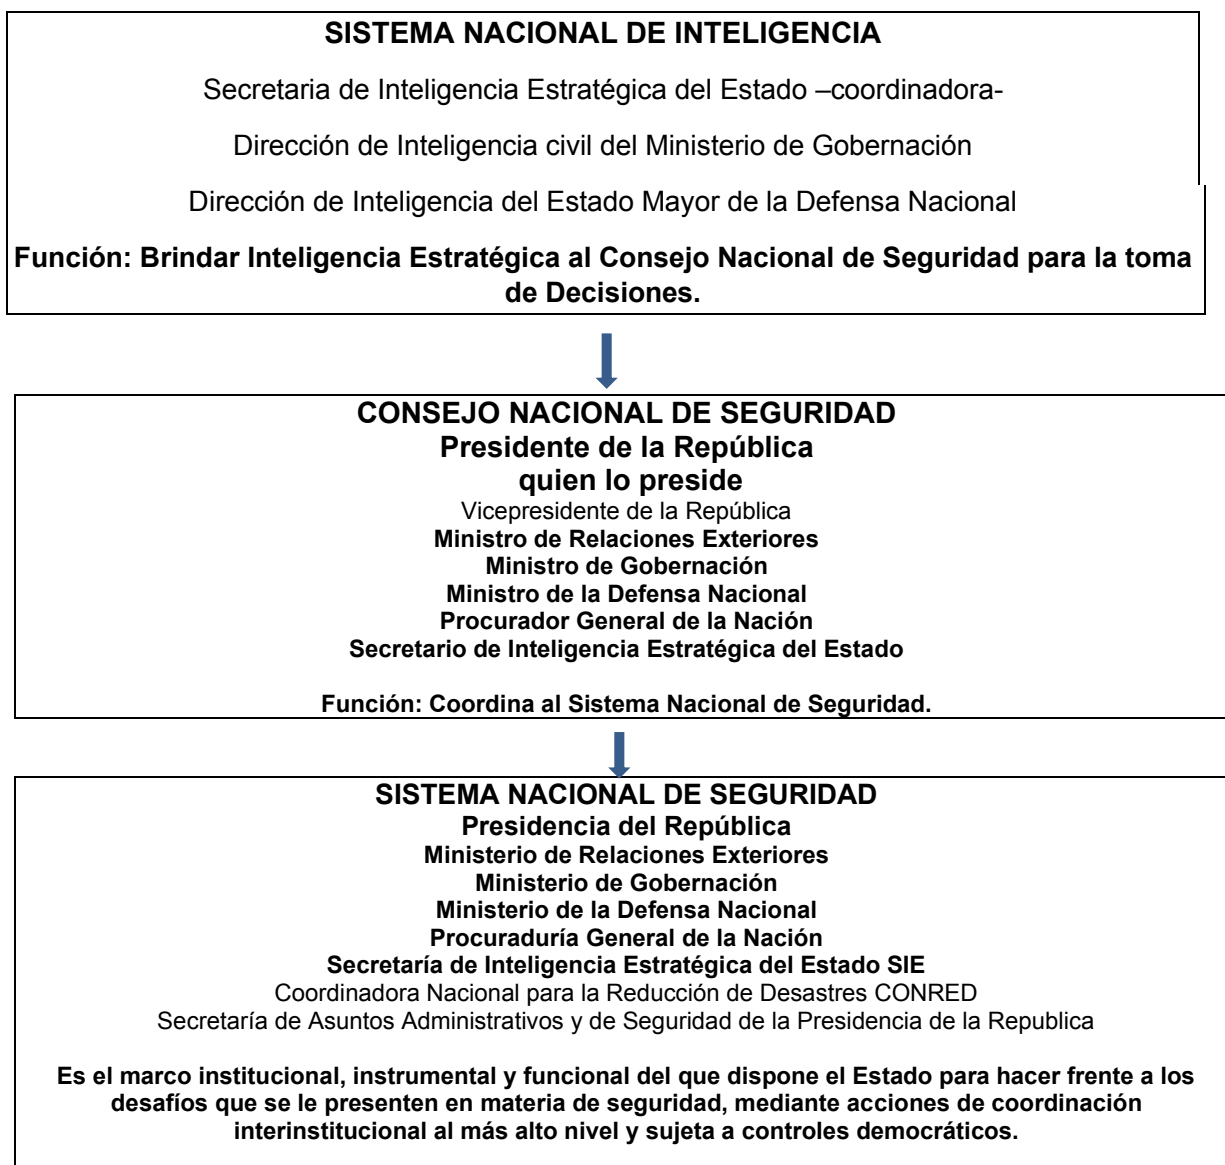 SISTEMA NACIONAL DE INTELIGENCIA
Secretaria de Inteligencia Estratégica del Estado –coordinadora-
Dirección de Inteligencia civil del Ministerio de Gobernación
Dirección de Inteligencia del Estado Mayor de la Defensa Nacional
Función: Brindar Inteligencia Estratégica al Consejo Nacional de Seguridad para la toma
de Decisiones.
CONSEJO NACIONAL DE SEGURIDAD
Presidente de la República
quien lo preside
Vicepresidente de la República
Ministro de Relaciones Exteriores
Ministro de Gobernación
Ministro de la Defensa Nacional
Procurador General de la Nación
Secretario de Inteligencia Estratégica del Estado
Función: Coordina al Sistema Nacional de Seguridad.
SISTEMA NACIONAL DE SEGURIDAD
Presidencia del República
Ministerio de Relaciones Exteriores
Ministerio de Gobernación
Ministerio de la Defensa Nacional
Procuraduría General de la Nación
Secretaría de Inteligencia Estratégica del Estado SIE
Coordinadora Nacional para la Reducción de Desastres CONRED
Secretaría de Asuntos Administrativos y de Seguridad de la Presidencia de la Republica
Es el marco institucional, instrumental y funcional del que dispone el Estado para hacer frente a los
desafíos que se le presenten en materia de seguridad, mediante acciones de coordinación
interinstitucional al más alto nivel y sujeta a controles democráticos.